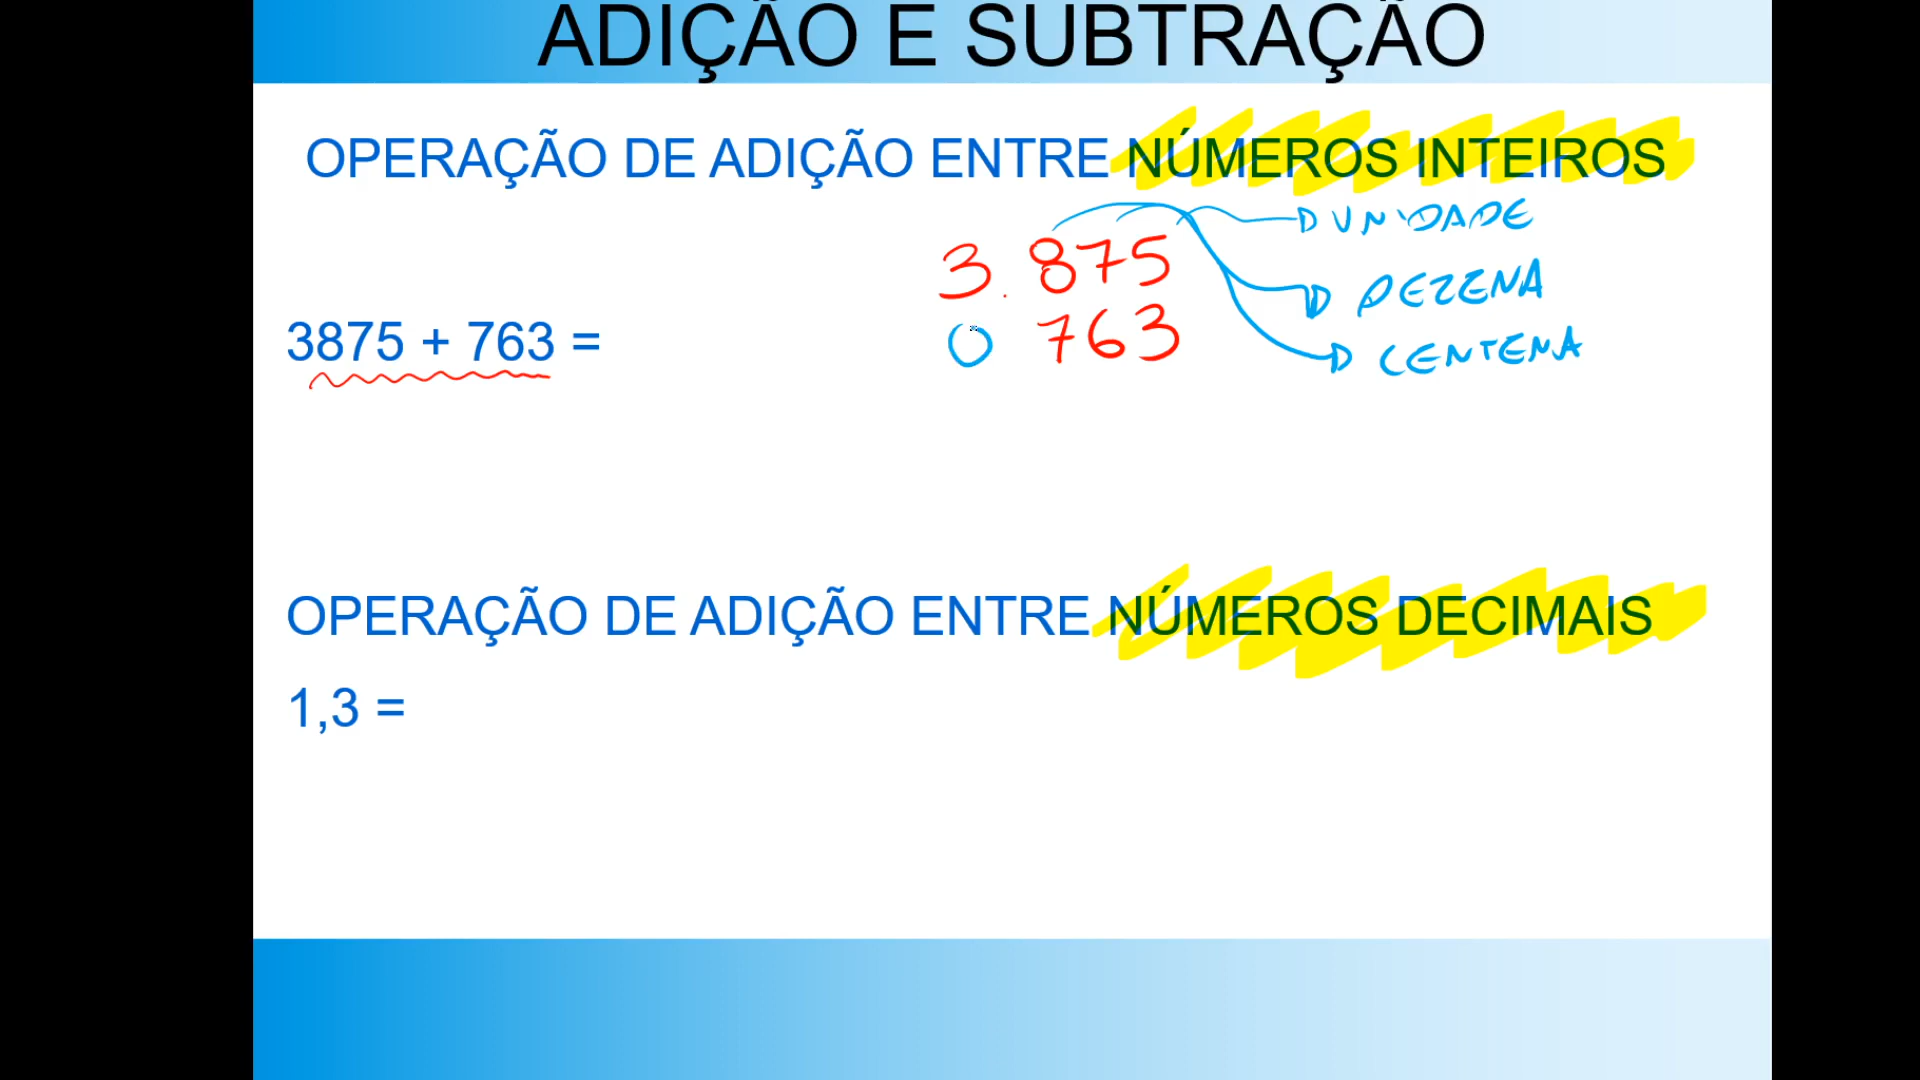 ADIÇÃO E SUBTRAÇÃO
OPERAÇÃO DE ADIÇÃO ENTRE NÚMEROS INTEIROS
UNIDADE
3.875
DEZENA
3875 + 763 =
0 763
CENTENA
OPERAÇÃO DE ADIÇÃO ENTRE NÚMEROS DECIMAIS
1,3 =